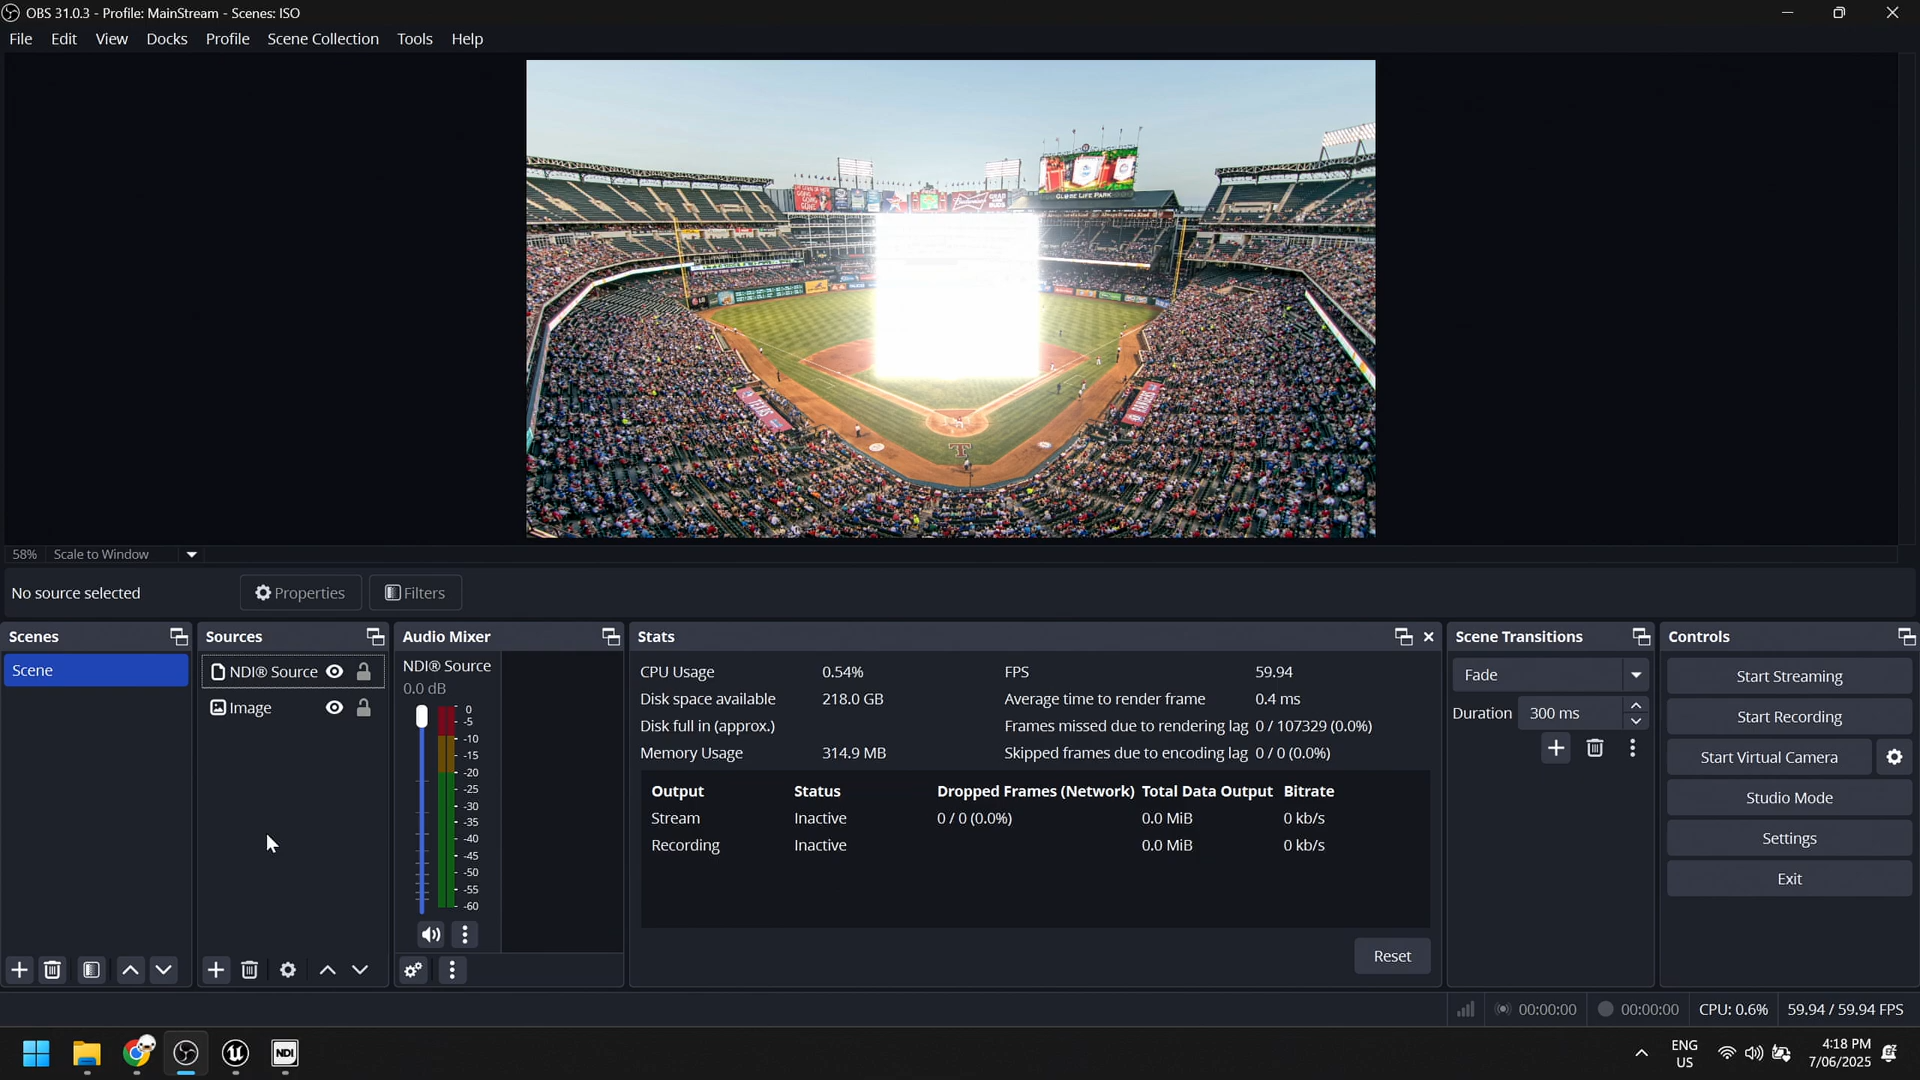 OBS 31.0.3 - Profile: MainStream - Scenes: ISO
File Edit View Docks Profile Scene Collection Tools Help
GLOBE LIFE PARK
TEXAS
RANGERS
T
58% Scale to Window
No source selected Properties Filters
Scenes Sources Audio Mixer Stats Scene Transitions Controls
Scene
NDI® Source
Image
NDI® Source
0.0 dB
0
-5
-10
-15
-20
-25
-30
-35
-40
-45
-50
-55
-60
CPU Usage 0.54% FPS 59.94
Disk space available 218.0 GB Average time to render frame 0.4 ms
Disk full in (approx.) Frames missed due to rendering lag 0 / 107329 (0.0%)
Memory Usage 314.9 MB Skipped frames due to encoding lag 0 / 0 (0.0%)
Output Status Dropped Frames (Network) Total Data Output Bitrate
Stream Inactive 0 / 0 (0.0%) 0.0 MiB 0 kb/s
Recording Inactive 0.0 MiB 0 kb/s
Reset
Fade
Duration 300 ms
Start Streaming
Start Recording
Start Virtual Camera
Studio Mode
Settings
Exit
00:00:00 00:00:00 CPU: 0.6% 59.94 / 59.94 FPS
NDI
ENG
US
4:18 PM
7/06/2025